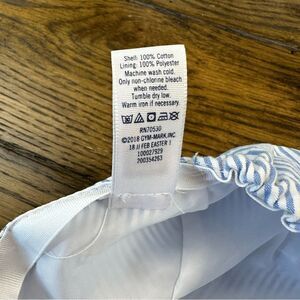 Shell: 100% Cotton
Lining: 100% Polyester
Machine wash cold.
Only non-chlorine bleach
when needed.
Tumble dry low.
Warm iron if necessary.
RN70530
©2018 GYM-MARK, INC
18 JJ FEB EASTER 1
100027929
200354263